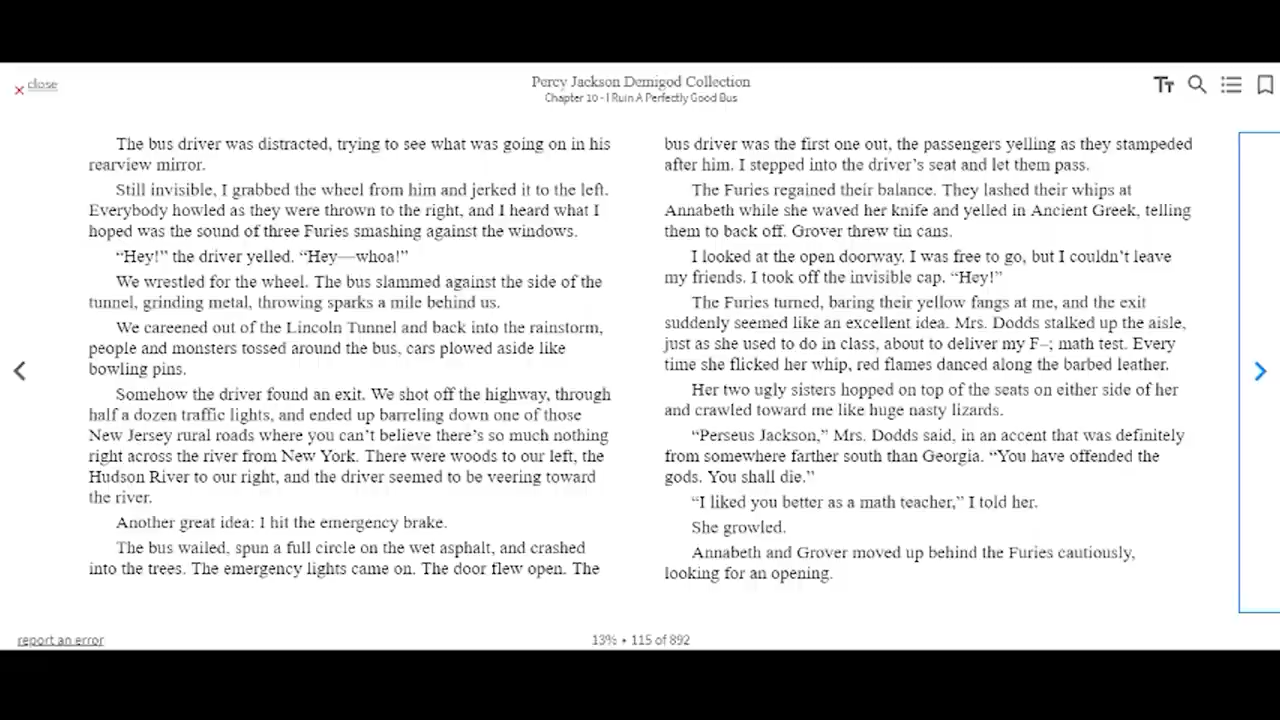 close
Percy Jackson Demigod Collection
Chapter 10 - I Ruin A Perfectly Good Bus
TT
The bus driver was distracted, trying to see what was going on in his
rearview mirror.
Still invisible, I grabbed the wheel from him and jerked it to the left.
Everybody howled as they were thrown to the right, and I heard what I
hoped was the sound of three Furies smashing against the windows.
“Hey!” the driver yelled. “Hey—whoa!”
We wrestled for the wheel. The bus slammed against the side of the
tunnel, grinding metal, throwing sparks a mile behind us.
We careened out of the Lincoln Tunnel and back into the rainstorm,
people and monsters tossed around the bus, cars plowed aside like
bowling pins.
Somehow the driver found an exit. We shot off the highway, through
half a dozen traffic lights, and ended up barreling down one of those
New Jersey rural roads where you can’t believe there’s so much nothing
right across the river from New York. There were woods to our left, the
Hudson River to our right, and the driver seemed to be veering toward
the river.
Another great idea: I hit the emergency brake.
The bus wailed, spun a full circle on the wet asphalt, and crashed
into the trees. The emergency lights came on. The door flew open. The
bus driver was the first one out, the passengers yelling as they stampeded
after him. I stepped into the driver’s seat and let them pass.
The Furies regained their balance. They lashed their whips at
Annabeth while she waved her knife and yelled in Ancient Greek, telling
them to back off. Grover threw tin cans.
I looked at the open doorway. I was free to go, but I couldn’t leave
my friends. I took off the invisible cap. “Hey!”
The Furies turned, baring their yellow fangs at me, and the exit
suddenly seemed like an excellent idea. Mrs. Dodds stalked up the aisle,
just as she used to do in class, about to deliver my F–; math test. Every
time she flicked her whip, red flames danced along the barbed leather.
Her two ugly sisters hopped on top of the seats on either side of her
and crawled toward me like huge nasty lizards.
“Perseus Jackson,” Mrs. Dodds said, in an accent that was definitely
from somewhere farther south than Georgia. “You have offended the
gods. You shall die.”
“I liked you better as a math teacher,” I told her.
She growled.
Annabeth and Grover moved up behind the Furies cautiously,
looking for an opening.
report an error
13% • 115 of 892